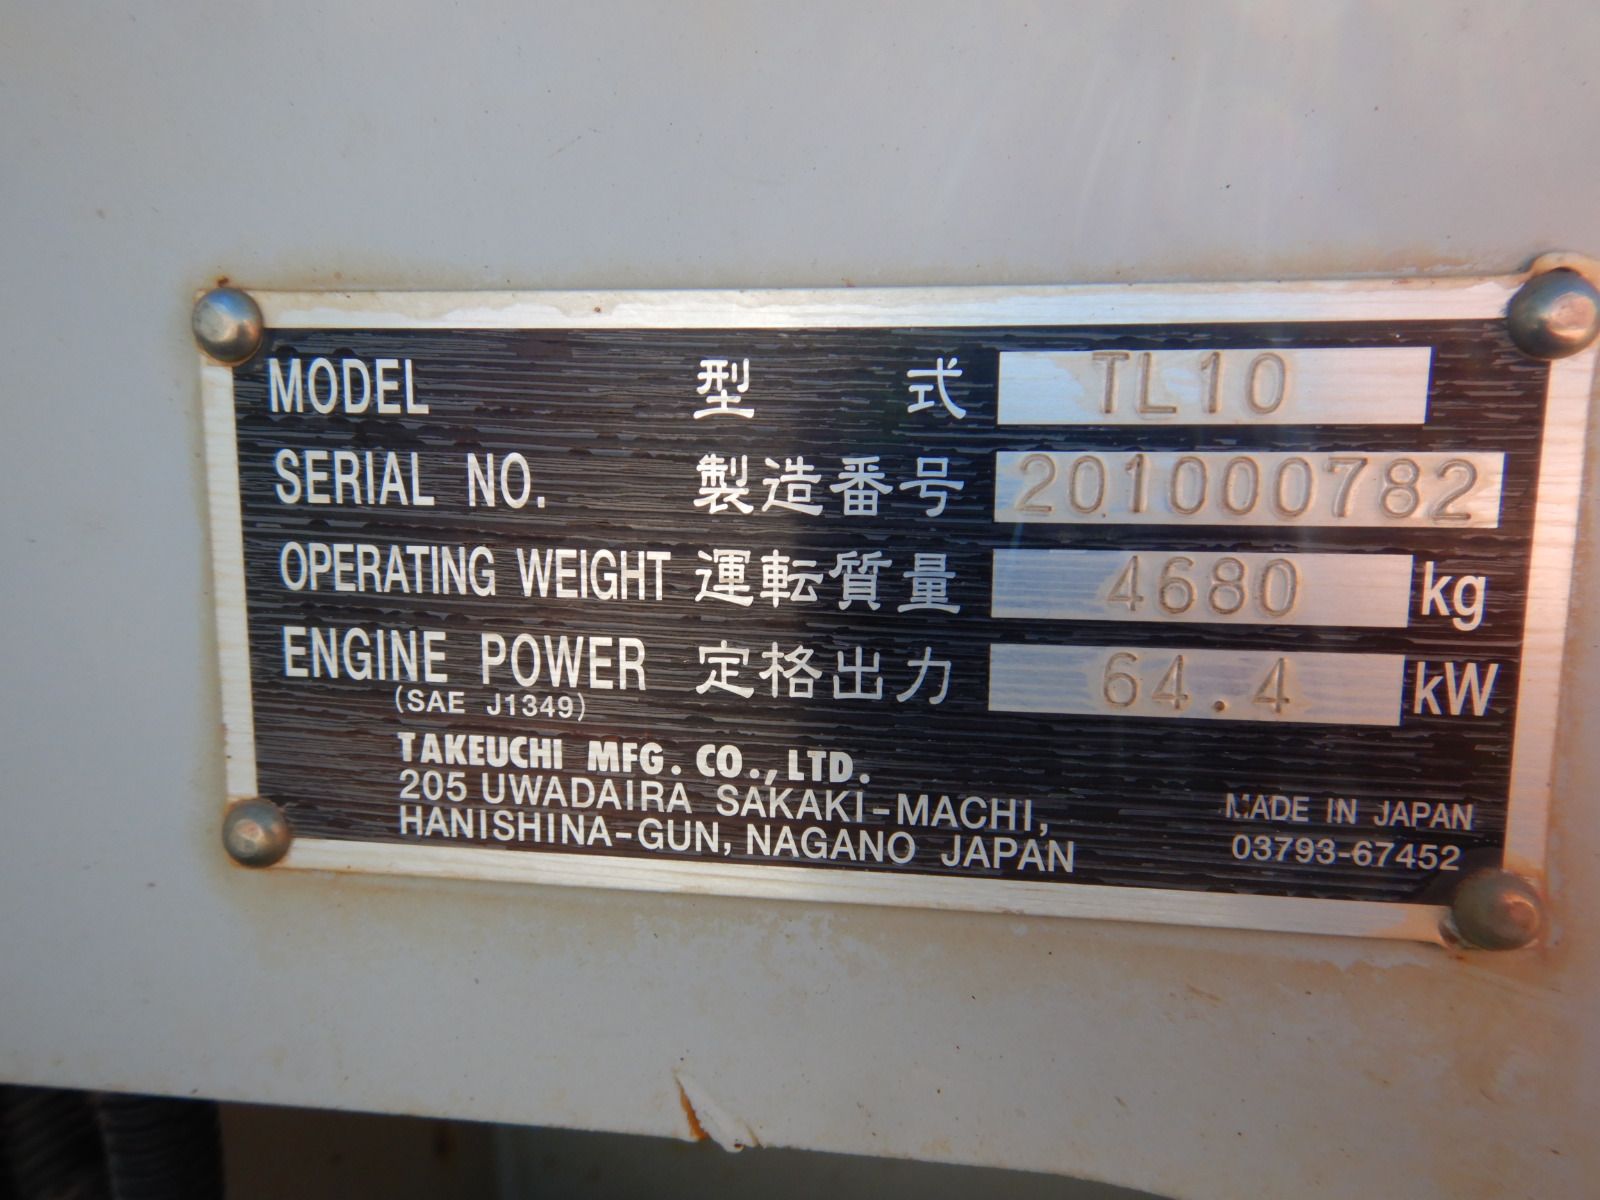 MODEL 型式 TL10
SERIAL NO. 製造番号 201000782
OPERATING WEIGHT 運転質量 4680 kg
ENGINE POWER 定格出力 64.4 kW
(SAE J1349)
TAKEUCHI MFG. CO., LTD.
205 UWADAIRA SAKAKI-MACHI,
HANISHINA-GUN, NAGANO JAPAN
MADE IN JAPAN
03793-67452